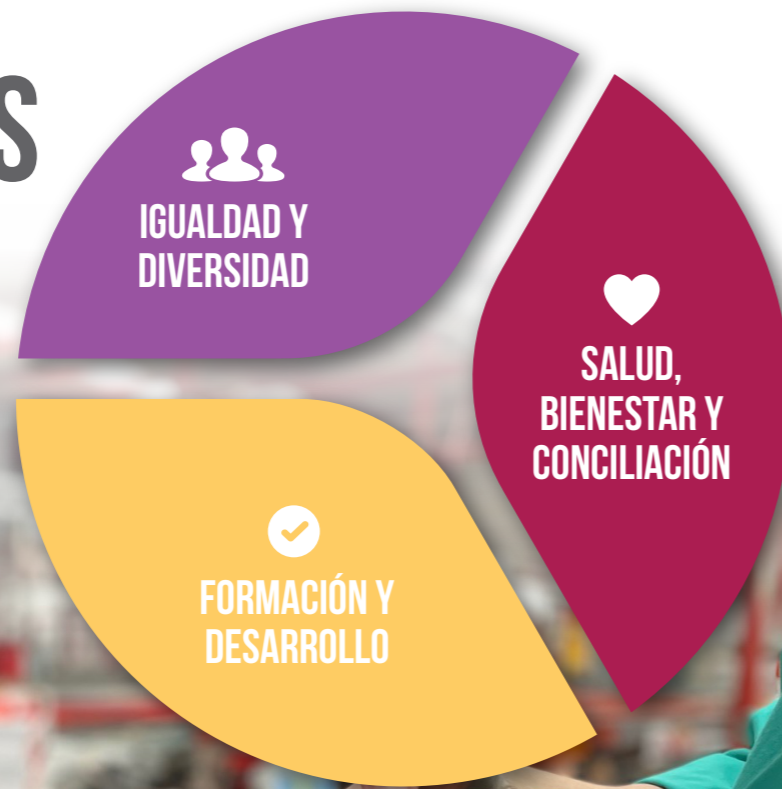 IGUALDAD Y
DIVERSIDAD
SALUD,
BIENESTAR Y
CONCILIACIÓN
FORMACIÓN Y
DESARROLLO